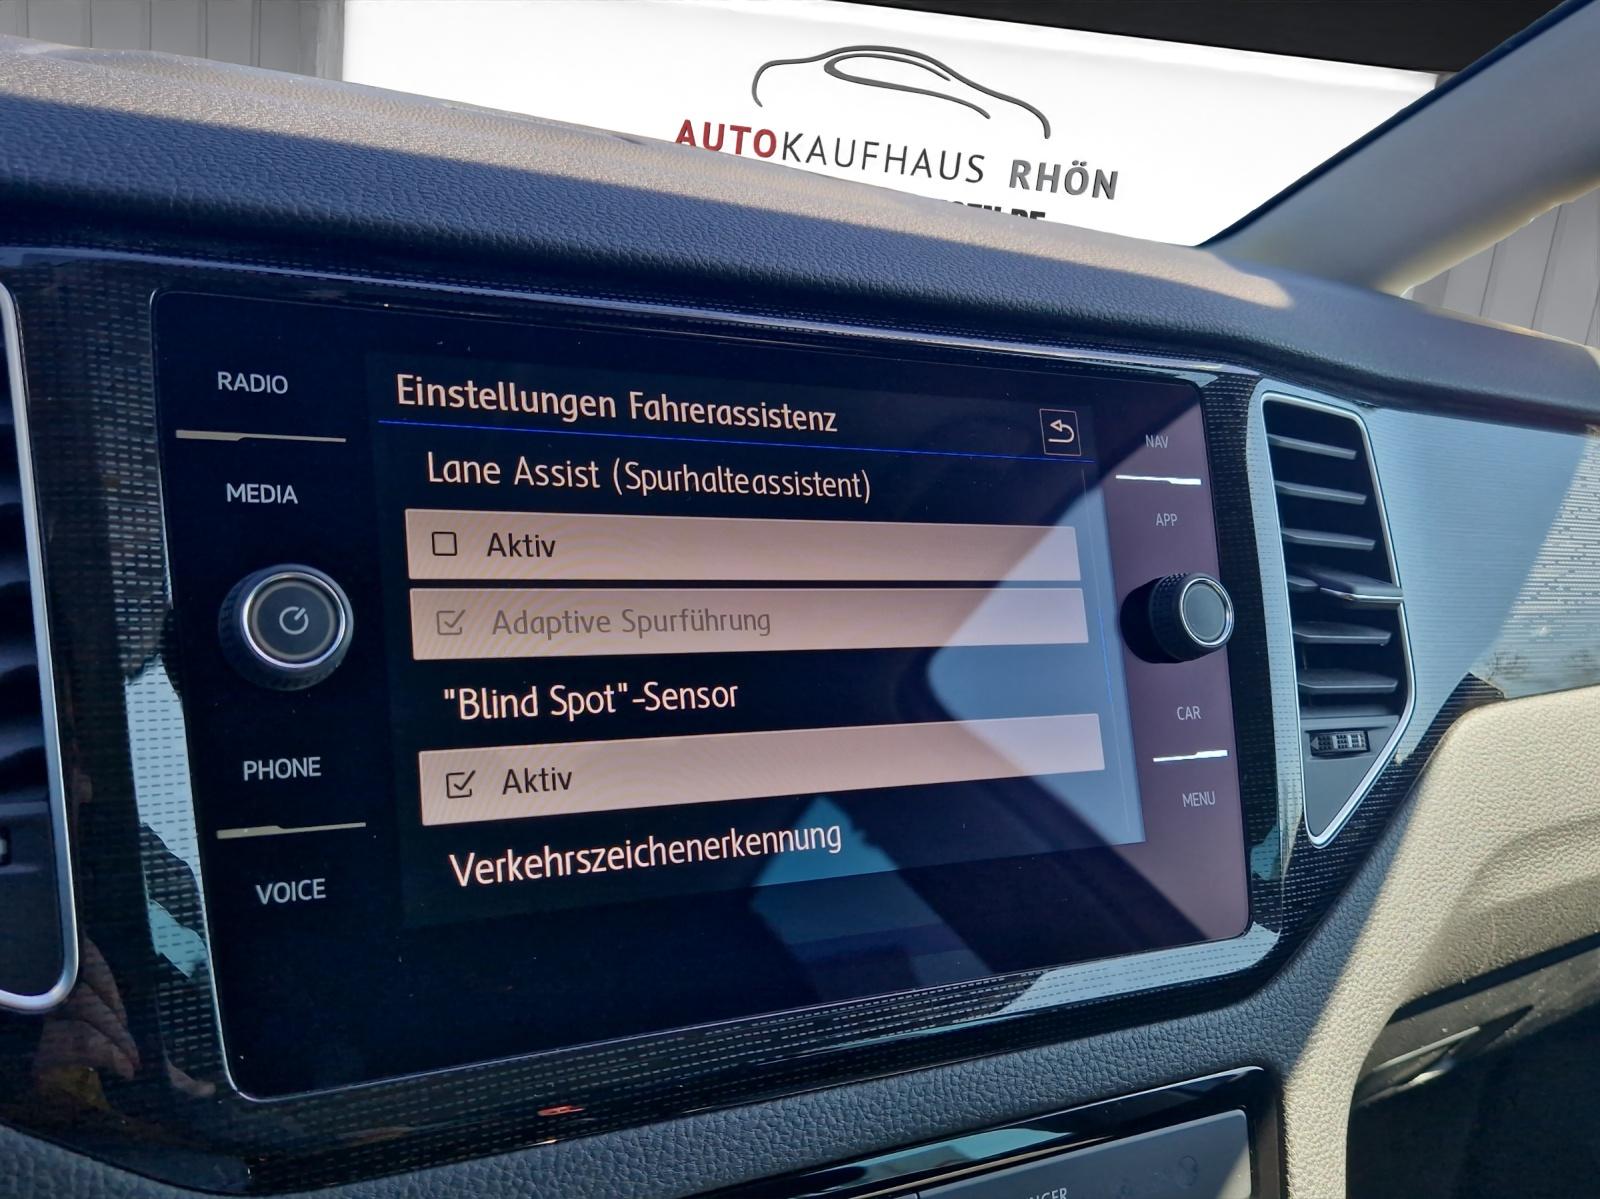 AUTOKAUFHAUS RHÖN
RADIO
MEDIA
PHONE
VOICE
Einstellungen Fahrerassistenz
Lane Assist (Spurhalteassistent)
Aktiv
Adaptive Spurführung
"Blind Spot"-Sensor
Aktiv
Verkehrszeichenerkennung
NAV
APP
CAR
MENU